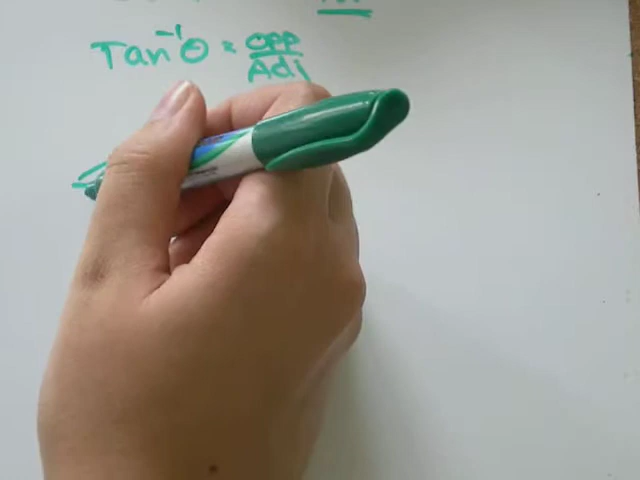 Tan⁻¹θ = OPP/Adj